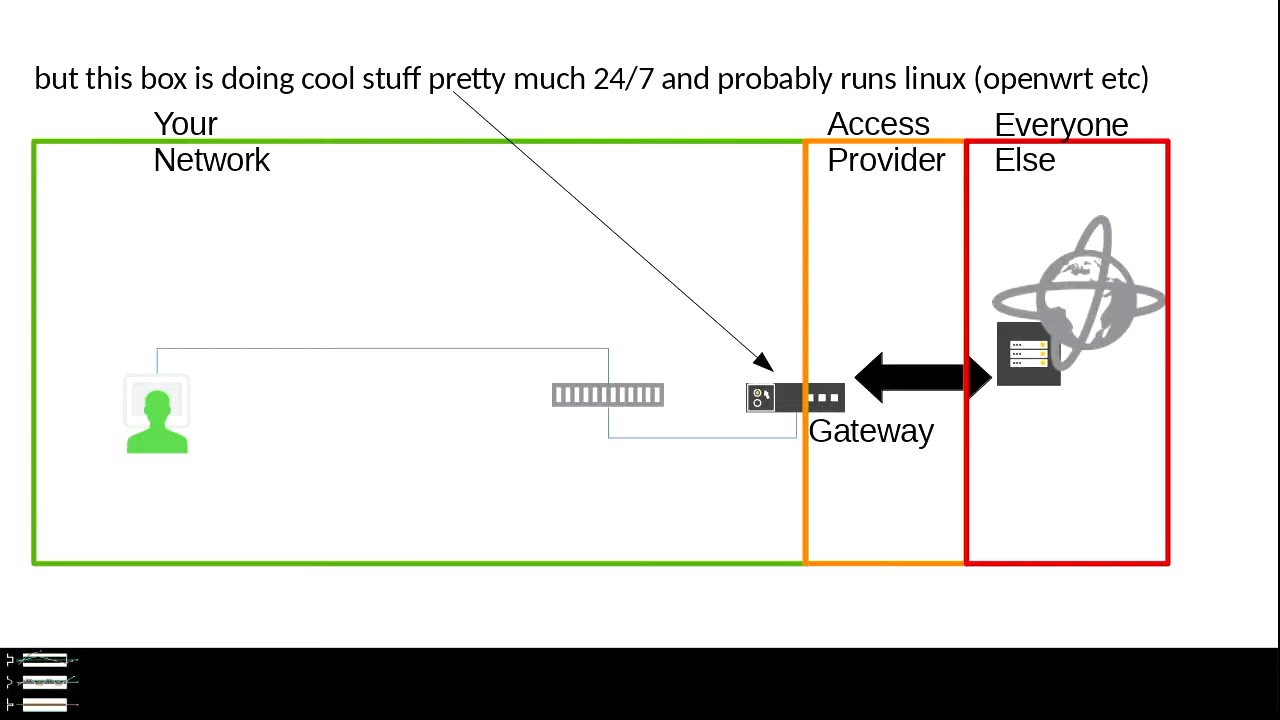 but this box is doing cool stuff pretty much 24/7 and probably runs linux (openwrt etc)
Your
Network
Access
Provider
Everyone
Else
Gateway